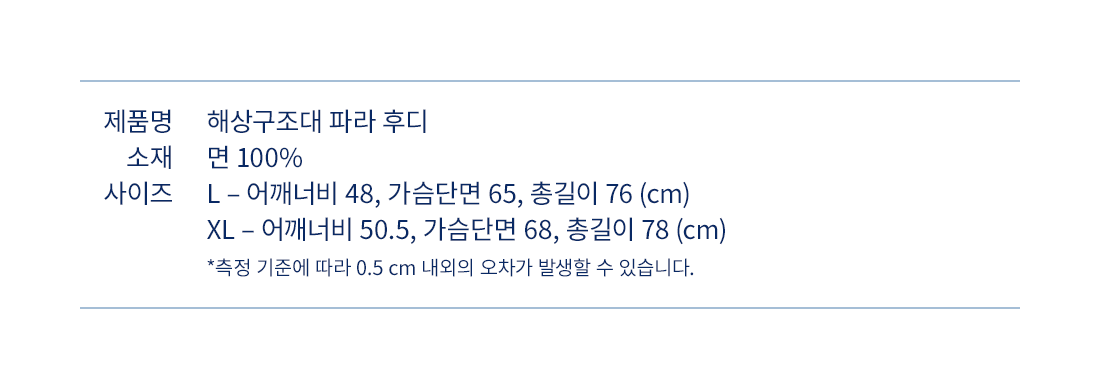 제품명 해상구조대 파라 후디
소재 면 100%
사이즈 L – 어깨너비 48, 가슴단면 65, 총길이 76 (cm)
XL – 어깨너비 50.5, 가슴단면 68, 총길이 78 (cm)
*측정 기준에 따라 0.5 cm 내외의 오차가 발생할 수 있습니다.